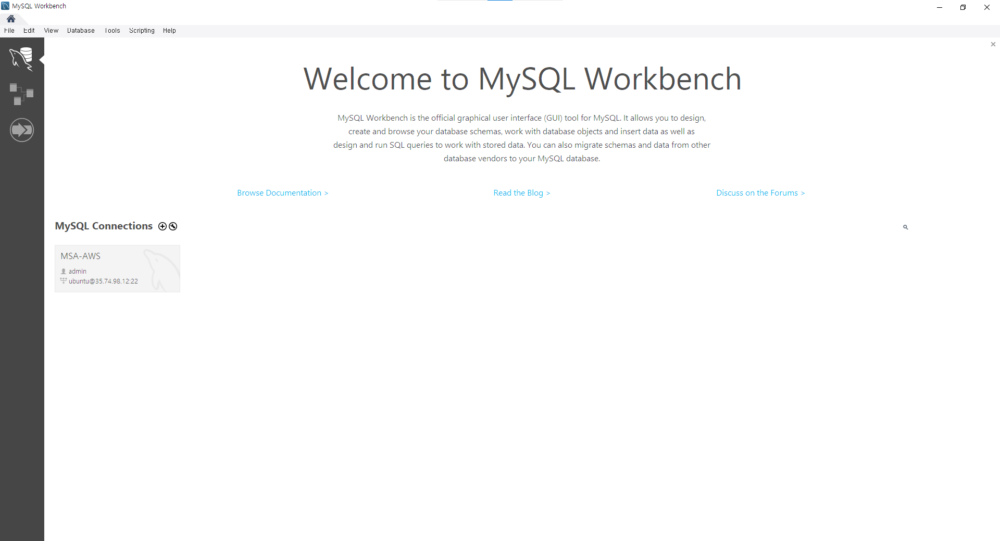 MySQL Workbench
File Edit View Database Tools Scripting Help
Welcome to MySQL Workbench
MySQL Workbench is the official graphical user interface (GUI) tool for MySQL. It allows you to design,
create and browse your database schemas, work with database objects and insert data as well as
design and run SQL queries to work with stored data. You can also migrate schemas and data from other
database vendors to your MySQL database.
Browse Documentation >
Read the Blog >
Discuss on the Forums >
MySQL Connections
MSA-AWS
admin
ubuntu@35.74.98.12:22